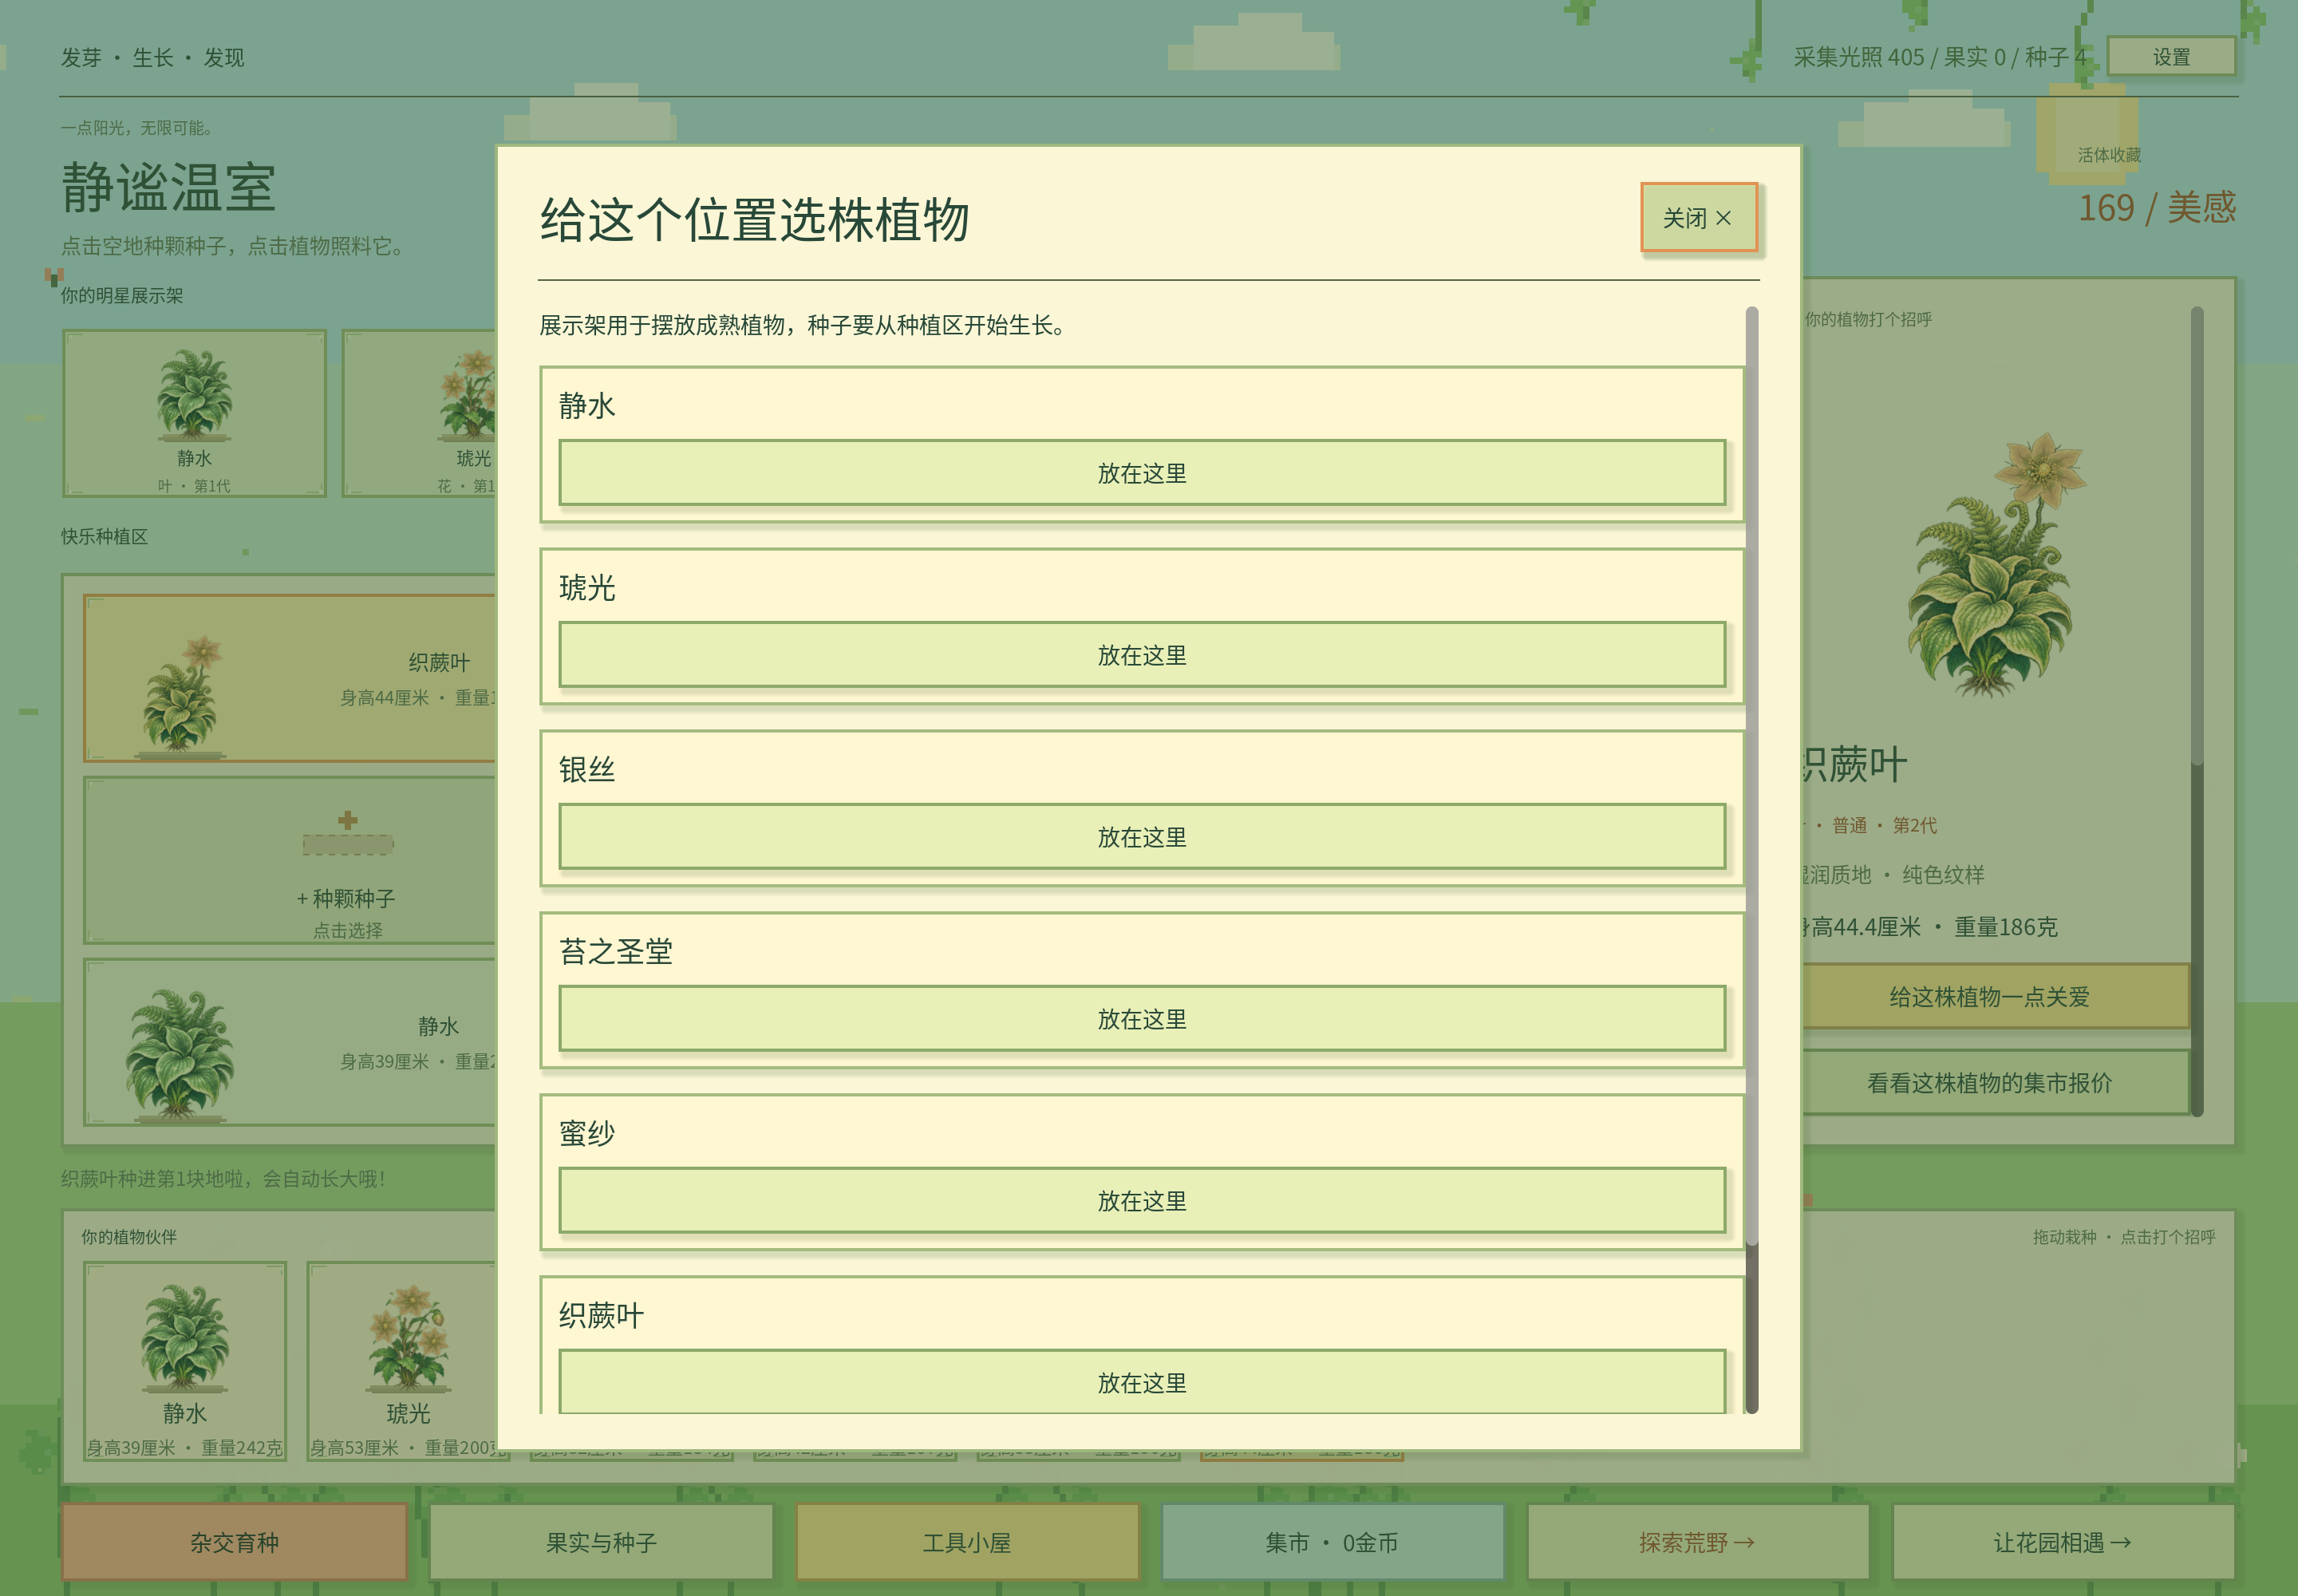 发芽 · 生长 · 发现
采集光照 405 / 果实 0 / 种子 4
设置
一点阳光，无限可能。
静谧温室
点击空地种颗种子，点击植物照料它。
活体收藏
169 / 美感
你的明星展示架
静水
叶 · 第1代
琥光
花 · 第1
快乐种植区
织蕨叶
身高44厘米 · 重量1
+ 种颗种子
点击选择
静水
身高39厘米 · 重量2
织蕨叶种进第1块地啦，会自动长大哦！
给这个位置选株植物
关闭 ×
展示架用于摆放成熟植物，种子要从种植区开始生长。
静水
放在这里
琥光
放在这里
银丝
放在这里
苔之圣堂
放在这里
蜜纱
放在这里
织蕨叶
放在这里
你的植物打个招呼
织蕨叶
· 普通 · 第2代
润质地 · 纯色纹样
身高44.4厘米 · 重量186克
给这株植物一点关爱
看看这株植物的集市报价
你的植物伙伴
拖动栽种 · 点击打个招呼
静水
身高39厘米 · 重量242克
琥光
身高53厘米 · 重量200克
杂交育种
果实与种子
工具小屋
集市 · 0金币
探索荒野 →
让花园相遇 →